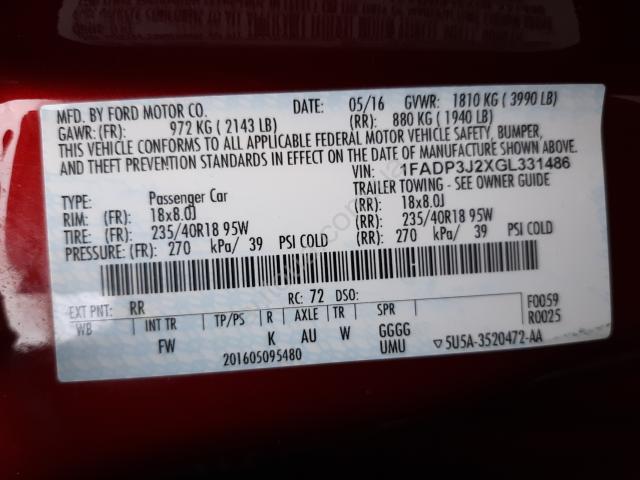 MFD. BY FORD MOTOR CO. DATE: 05/16 GVWR: 1810 KG ( 3990 LB)
GAWR: (FR): 972 KG ( 2143 LB) (RR): 880 KG ( 1940 LB)
THIS VEHICLE CONFORMS TO ALL APPLICABLE FEDERAL MOTOR VEHICLE SAFETY, BUMPER,
AND THEFT PREVENTION STANDARDS IN EFFECT ON THE DATE OF MANUFACTURE SHOWN ABOVE.
VIN: 1FADP3J2XGL331486
TYPE: Passenger Car TRAILER TOWING - SEE OWNER GUIDE
RIM: (FR): 18x8.0J (RR): 18x8.0J
TIRE: (FR): 235/40R18 95W (RR): 235/40R18 95W
PRESSURE: (FR): 270 kPa/ 39 PSI COLD (RR): 270 kPa/ 39 PSI COLD
EXT PNT: RR RC: 72 DSO: F0059
WB INT TR TP/PS R AXLE TR SPR R0025
FW K AU W GGGG
201605095480 UMU ▽5U5A-3520472-AA